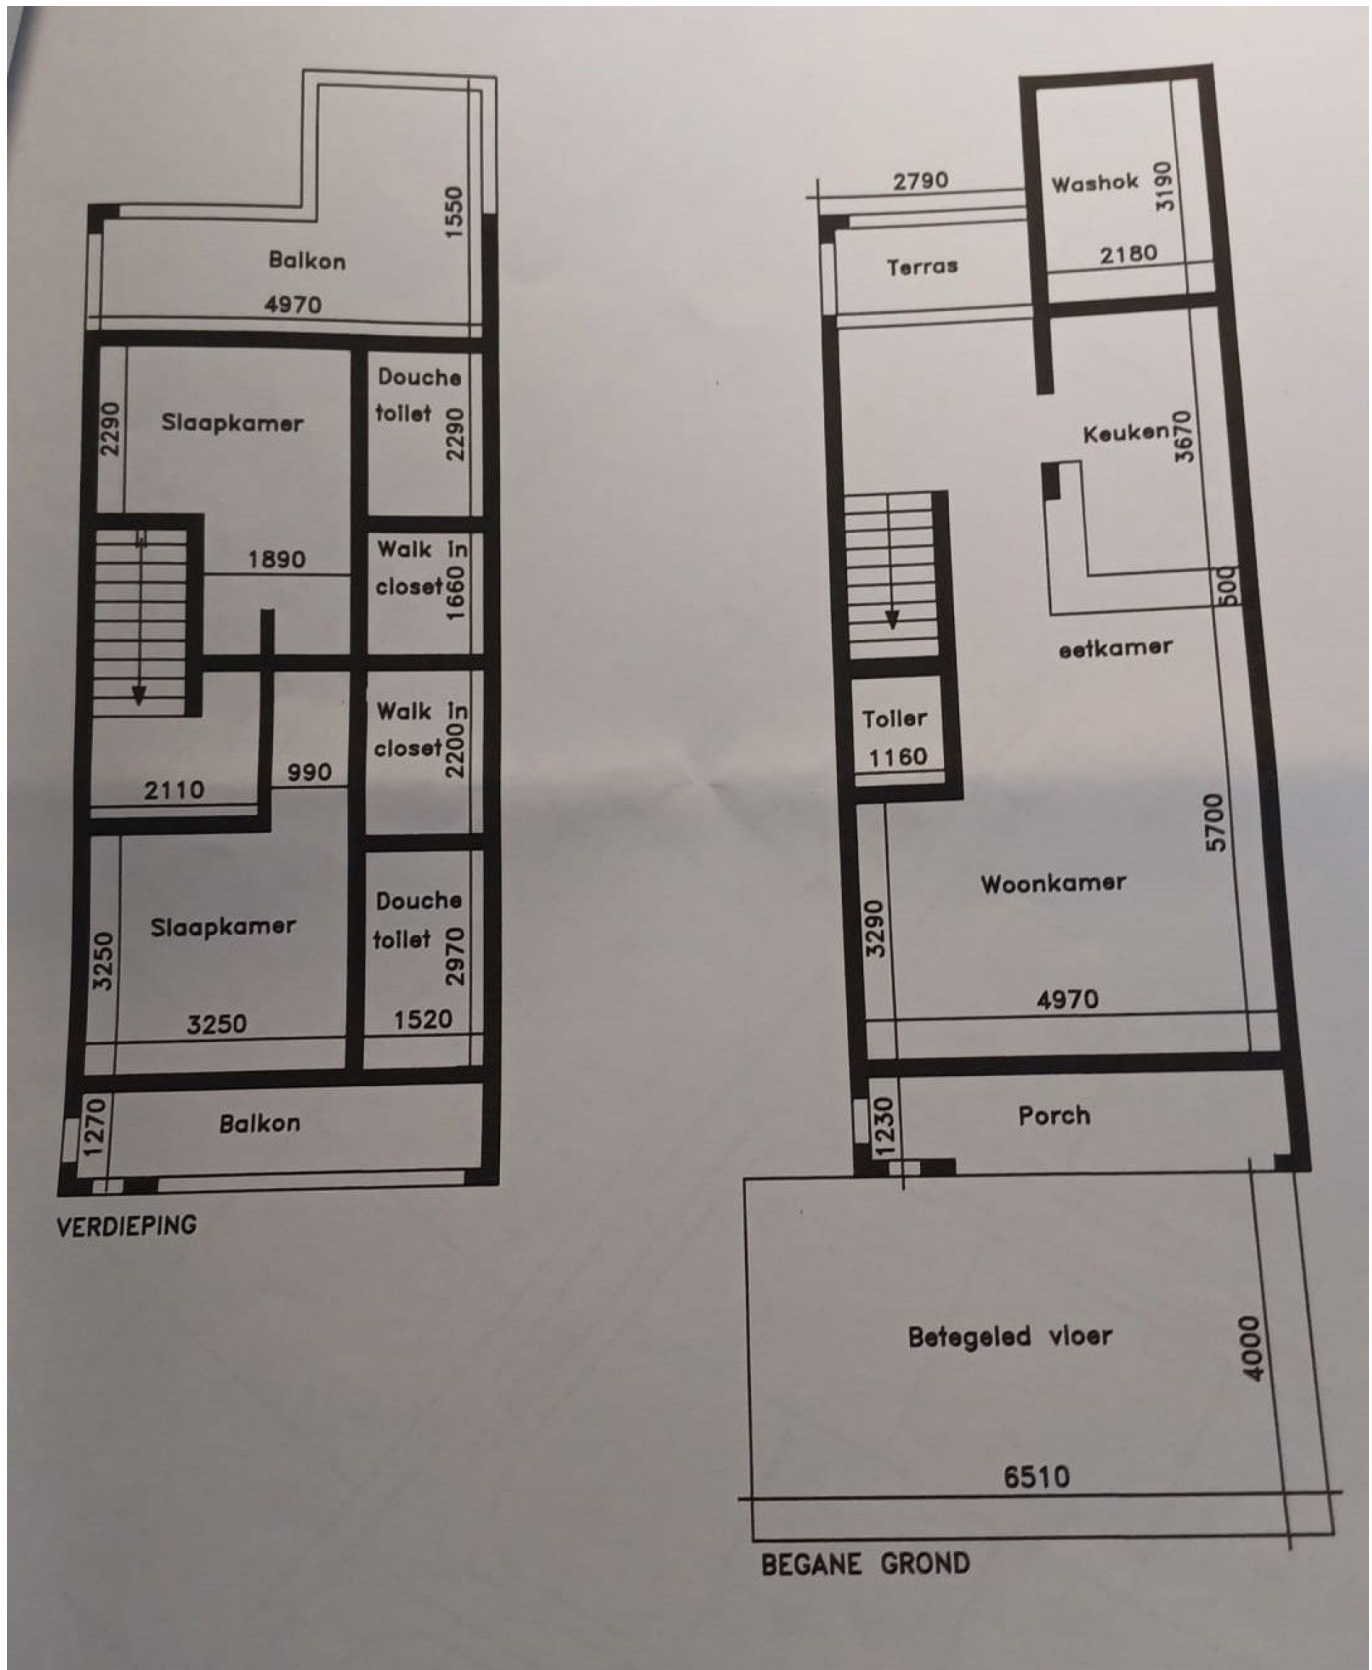 1550
Balkon
4970
Douche
toilet
2290
2290
Slaapkamer
Walk in
closet
1660
1890
Walk in
closet
2200
990
2110
Douche
toilet
2970
Slaapkamer
3250
3250
1520
1270
Balkon
VERDIEPING
2790
Washok
3190
2180
Terras
Keuken
3670
500
eetkamer
Toiler
1160
5700
Woonkamer
3290
4970
1230
Porch
Betegeled vloer
4000
6510
BEGANE GROND